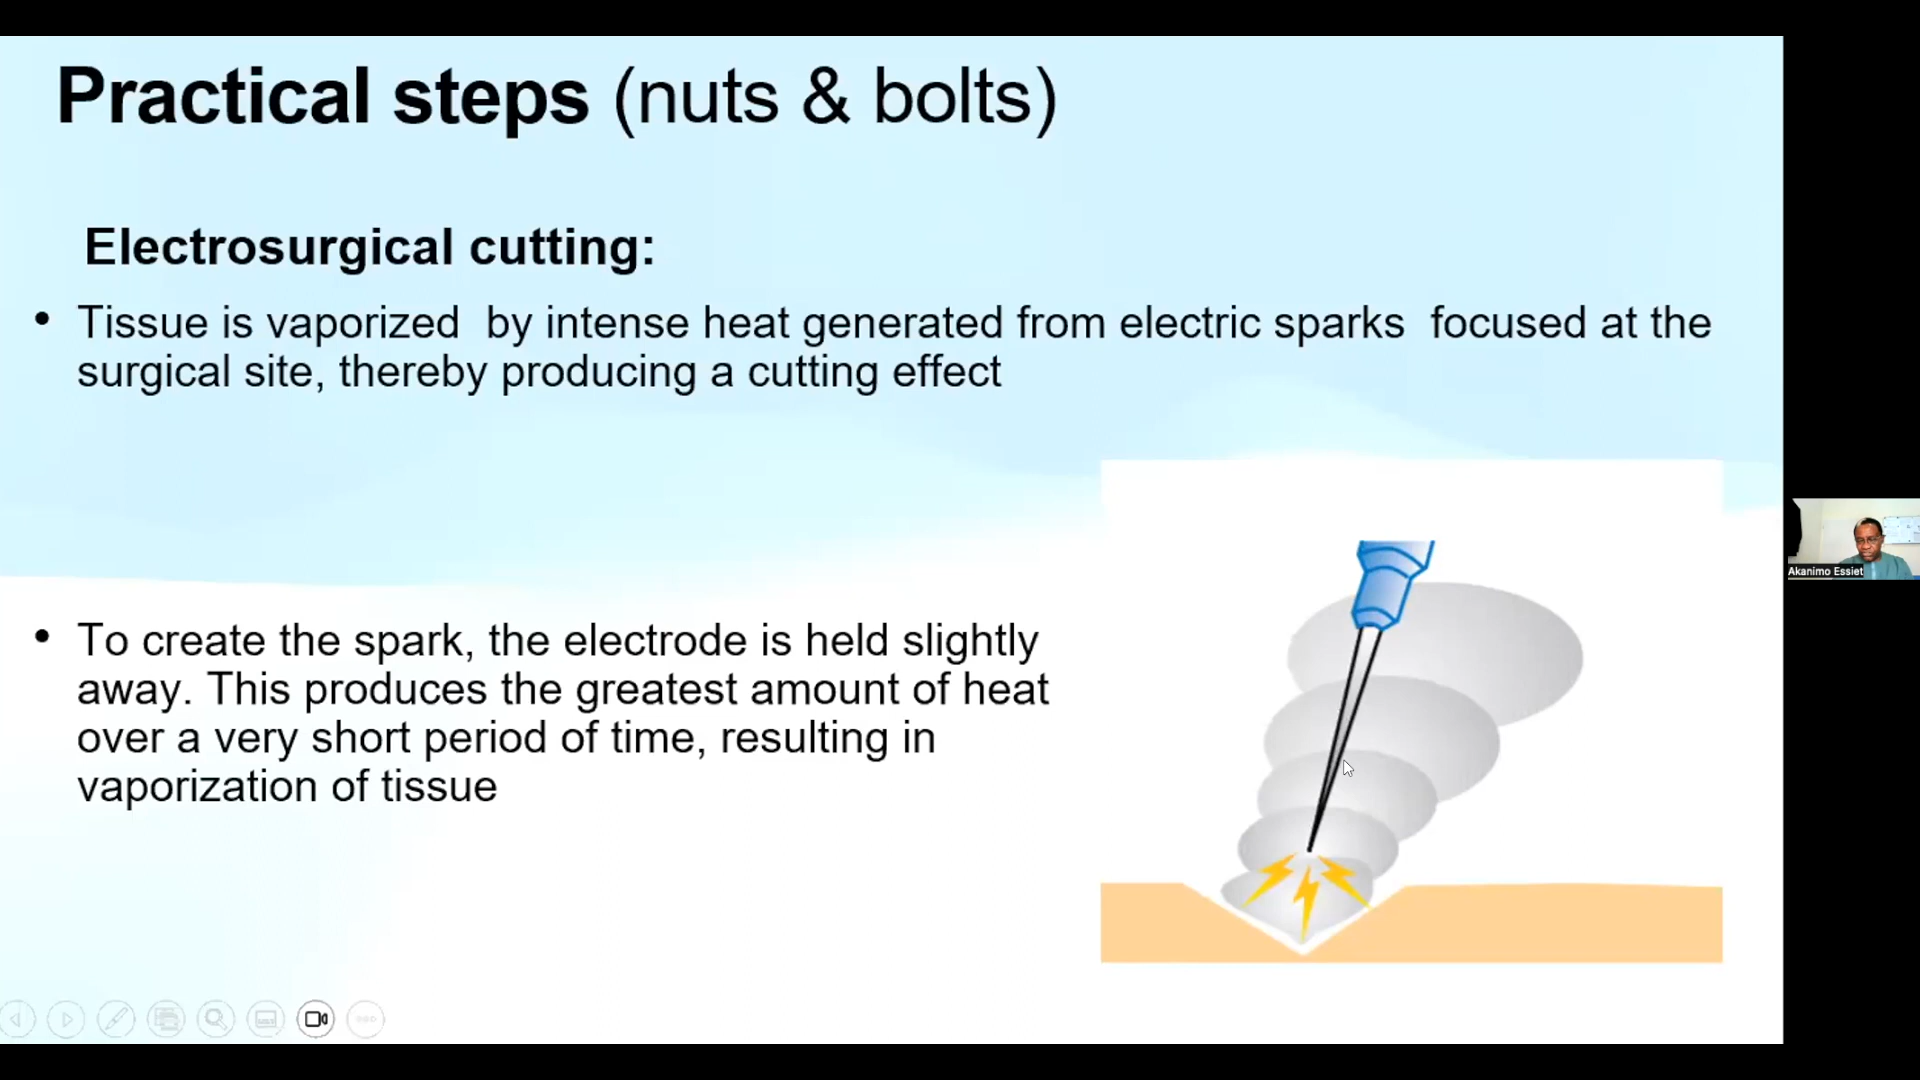 Practical steps (nuts & bolts)
Electrosurgical cutting:
• Tissue is vaporized by intense heat generated from electric sparks focused at the
surgical site, thereby producing a cutting effect
• To create the spark, the electrode is held slightly
away. This produces the greatest amount of heat
over a very short period of time, resulting in
vaporization of tissue
Akanimo Essiet